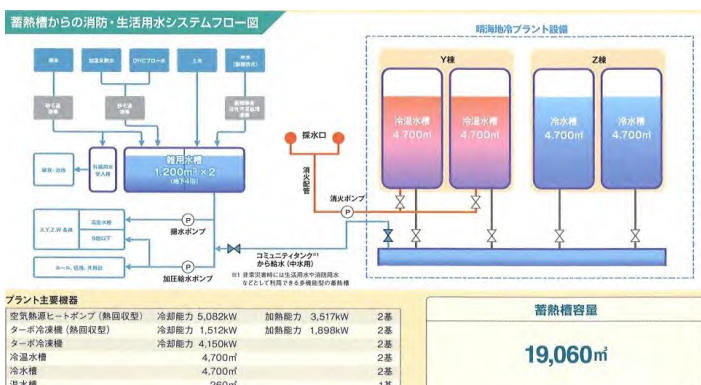 蓄熱槽からの消防・生活用水システムフロー図
晴海地冷プラント設備
雨水
上水
中水
Y棟
Z棟
冷温水槽
4,700㎥
冷温水槽
4,700㎥
冷水槽
4,700㎥
冷水槽
4,700㎥
採水口
消火配管
消火ポンプ
雑用水槽
1,200m³×2
(地下4階)
X,Y,Z,W 各棟
P
揚水ポンプ
P
加圧給水ポンプ
P
コミュニティタンク※1
から給水（中水用）
※1 非常災害時には生活用水や消防用水
などとして利用できる多機能型の蓄熱槽
プラント主要機器
空気熱源ヒートポンプ（熱回収型） 冷却能力 5,082kW 加熱能力 3,517kW 2基
ターボ冷凍機（熱回収型） 冷却能力 1,512kW 加熱能力 1,898kW 2基
ターボ冷凍機 冷却能力 4,150kW 2基
冷温水槽 4,700㎥ 2基
冷水槽 4,700㎥ 2基
温水槽 260㎥ 1基
蓄熱槽容量
19,060㎥